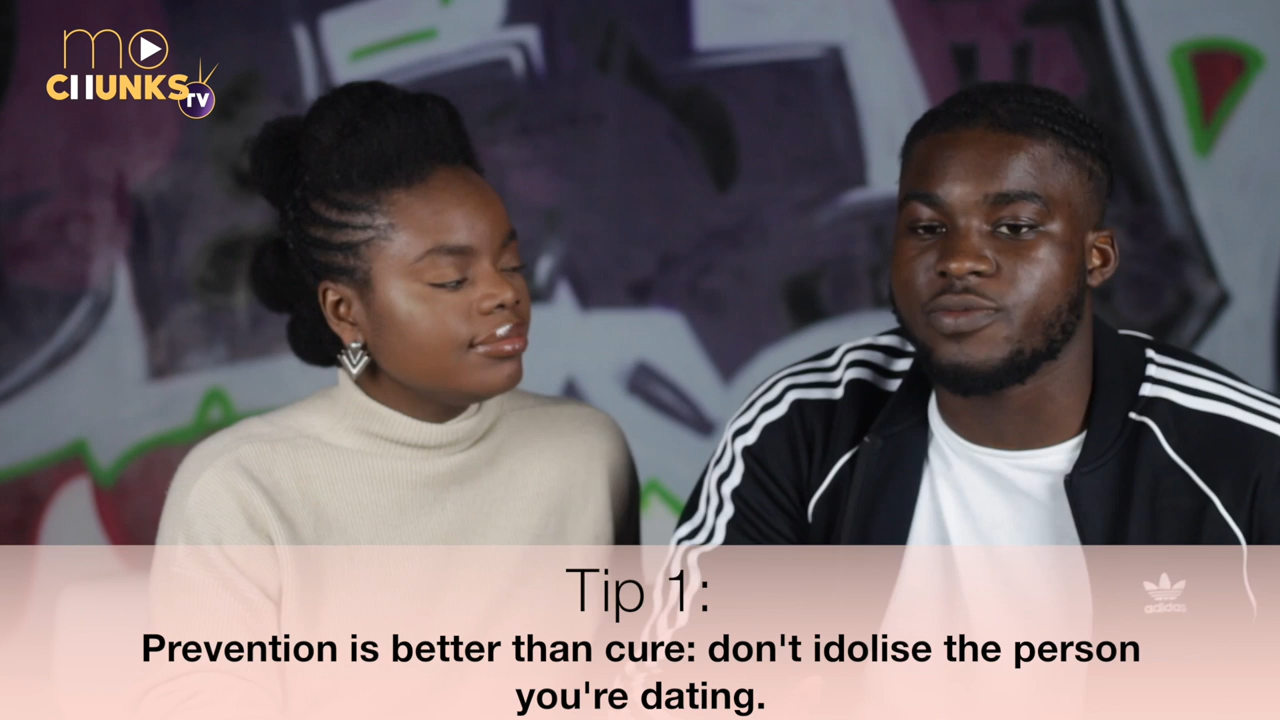 mo
CHUNKS
TV
Tip 1:
Prevention is better than cure: don't idolise the person
you're dating.
adidas